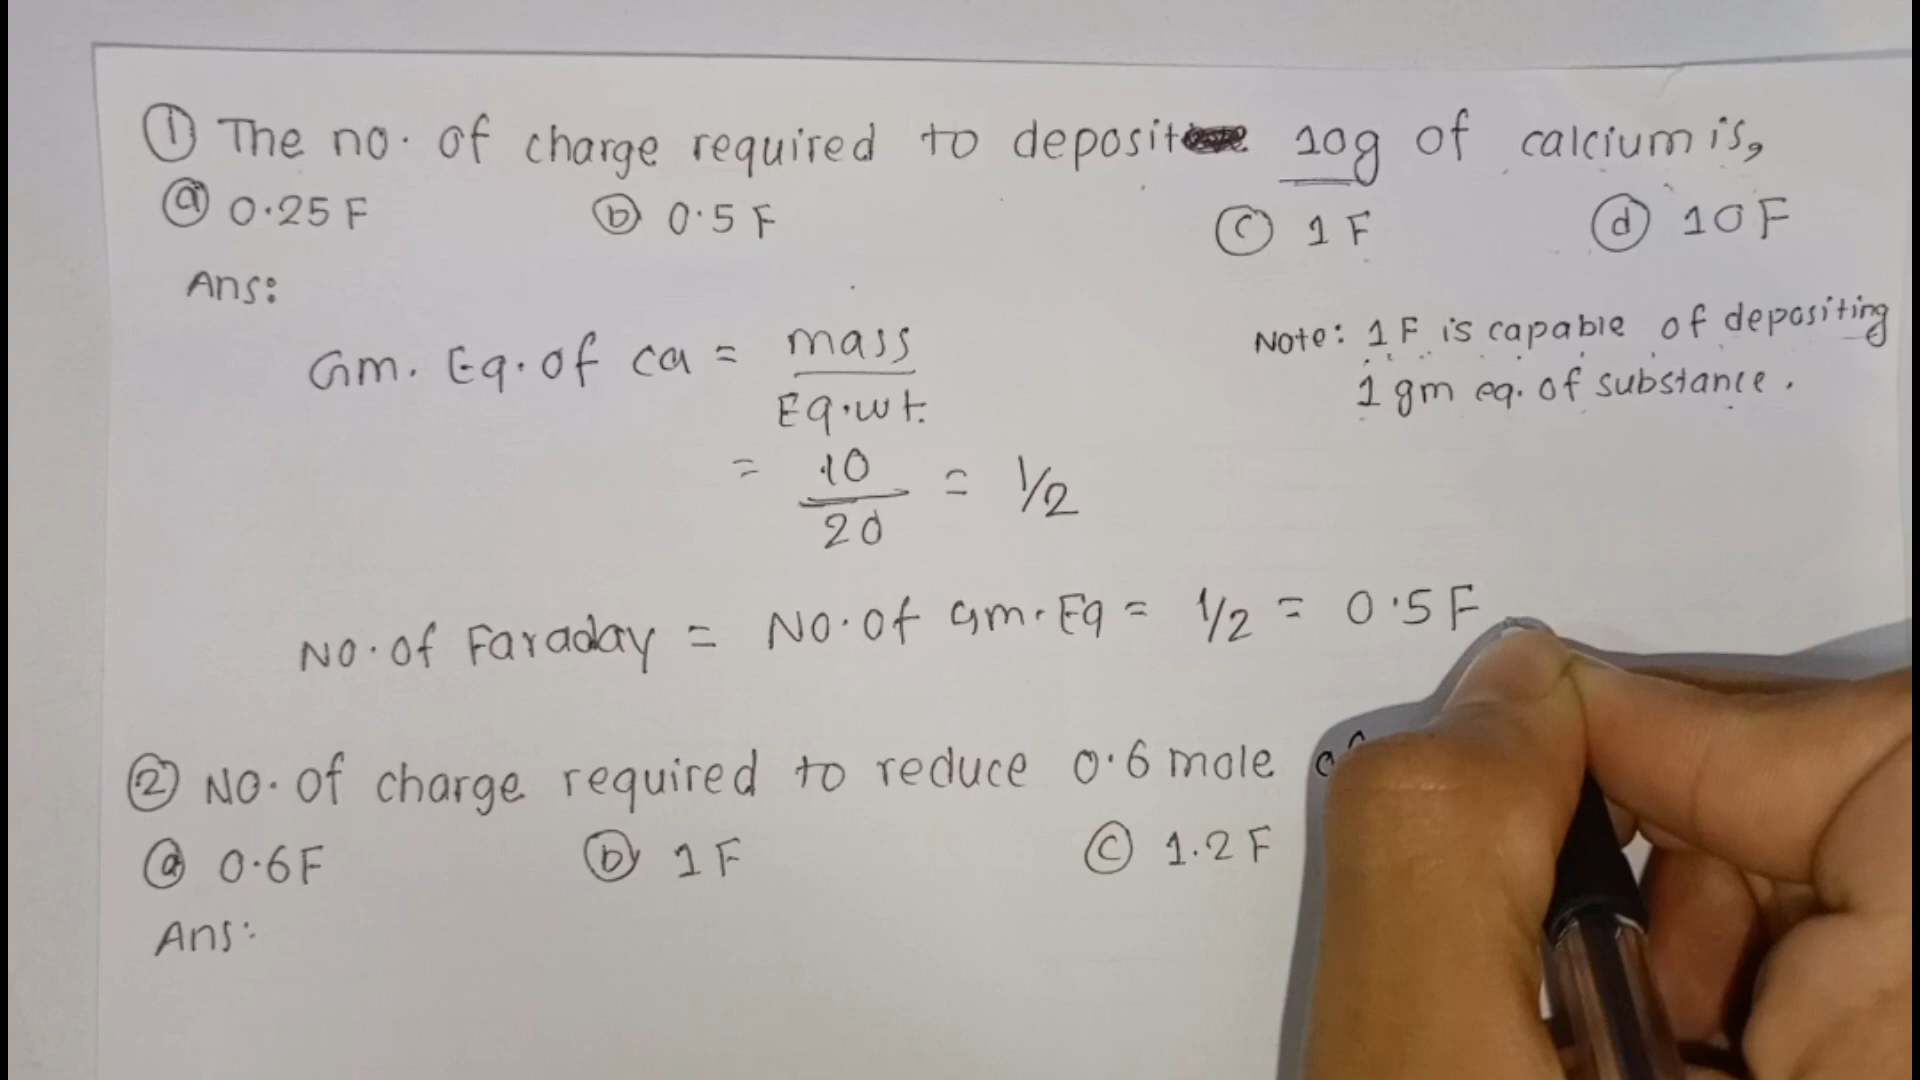 ① The no. of charge required to deposit 10g of calcium is,
ⓐ 0.25 F ⓑ 0.5 F ⓒ 1 F ⓓ 10 F
Ans:
Gm. Eq. of ca = mass / Eq.wt.
= 10 / 20 = 1/2
Note: 1 F is capable of depositing
1 gm eq. of substance.
No. of Faraday = No. of Gm. Eq = 1/2 = 0.5 F
② No. of charge required to reduce 0.6 mole
ⓐ 0.6 F ⓑ 1 F ⓒ 1.2 F
Ans: